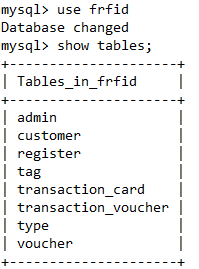 mysql> use frfid
Database changed
mysql> show tables;
+--------------------+
| Tables_in_frfid    |
+--------------------+
| admin              |
| customer           |
| register           |
| tag                |
| transaction_card   |
| transaction_voucher |
| type               |
| voucher            |
+--------------------+